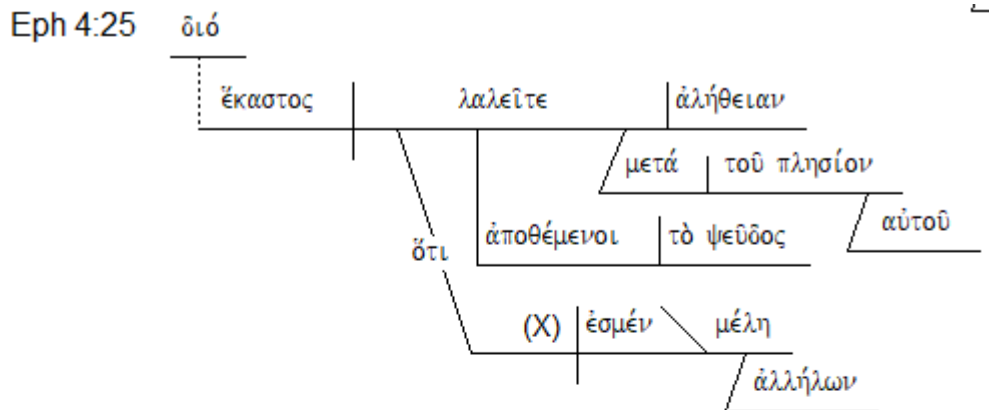 Eph 4:25 διό
ἕκαστος λαλεῖτε ἀλήθειαν
μετά τοῦ πλησίον
αὐτοῦ
ἀποθέμενοι τὸ ψεῦδος
ὅτι
(X) ἐσμέν μέλη
ἀλλήλων